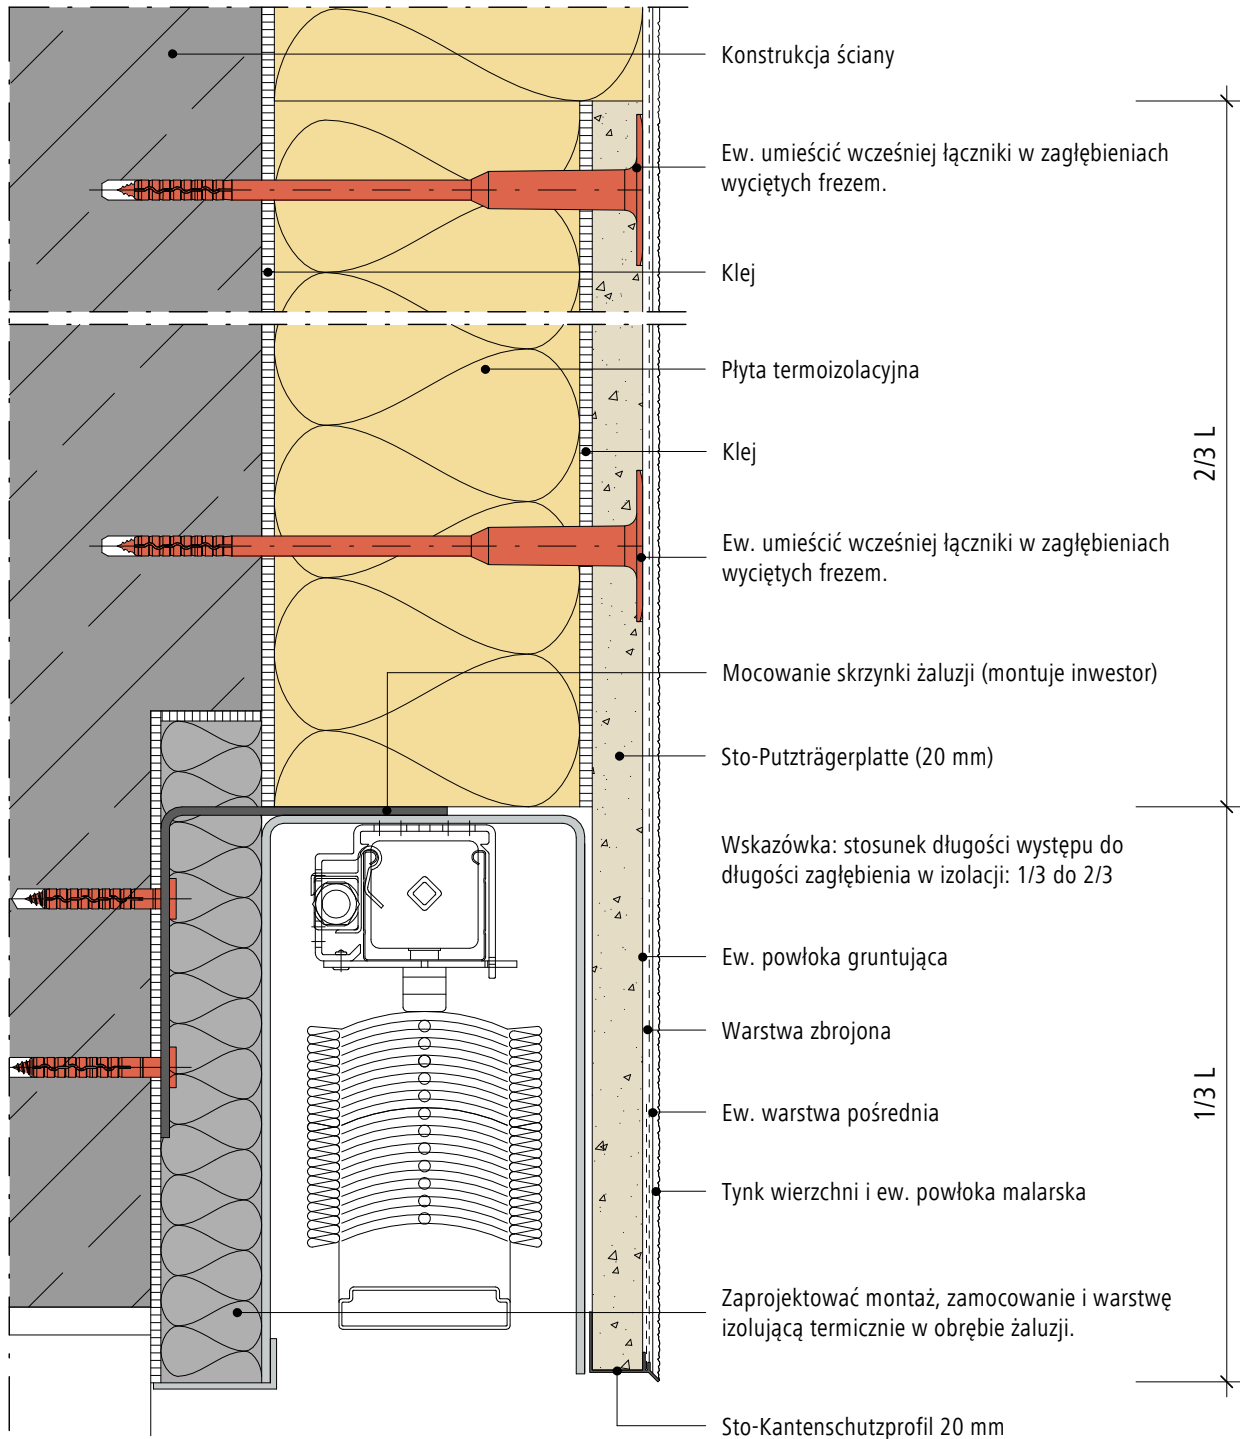 Konstrukcja ściany
Ew. umieścić wcześniej łączniki w zagłębieniach
wyciętych frezem.
Klej
Płyta termoizolacyjna
Klej
2/3 L
Ew. umieścić wcześniej łączniki w zagłębieniach
wyciętych frezem.
Mocowanie skrzynki żaluzji (montuje inwestor)
Sto-Putzträgerplatte (20 mm)
Wskazówka: stosunek długości występu do
długości zagłębienia w izolacji: 1/3 do 2/3
Ew. powłoka gruntująca
Warstwa zbrojona
1/3 L
Ew. warstwa pośrednia
Tynk wierzchni i ew. powłoka malarska
Zaprojektować montaż, zamocowanie i warstwę
izolującą termicznie w obrębie żaluzji.
Sto-Kantenschutzprofil 20 mm